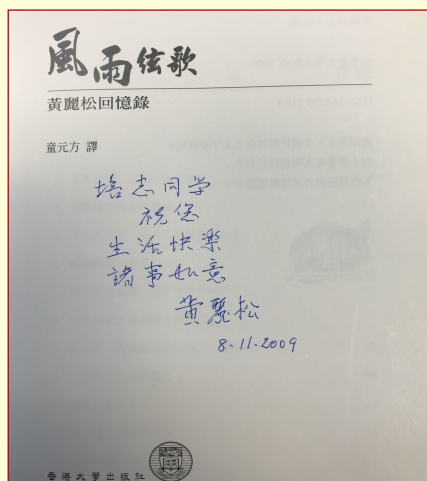 風雨弦歌
黃麗松回憶錄
童元方 譯
培志同学
祝您
生活快樂
諸事如意
黄麗松
8.11.2009
香港大學出版社